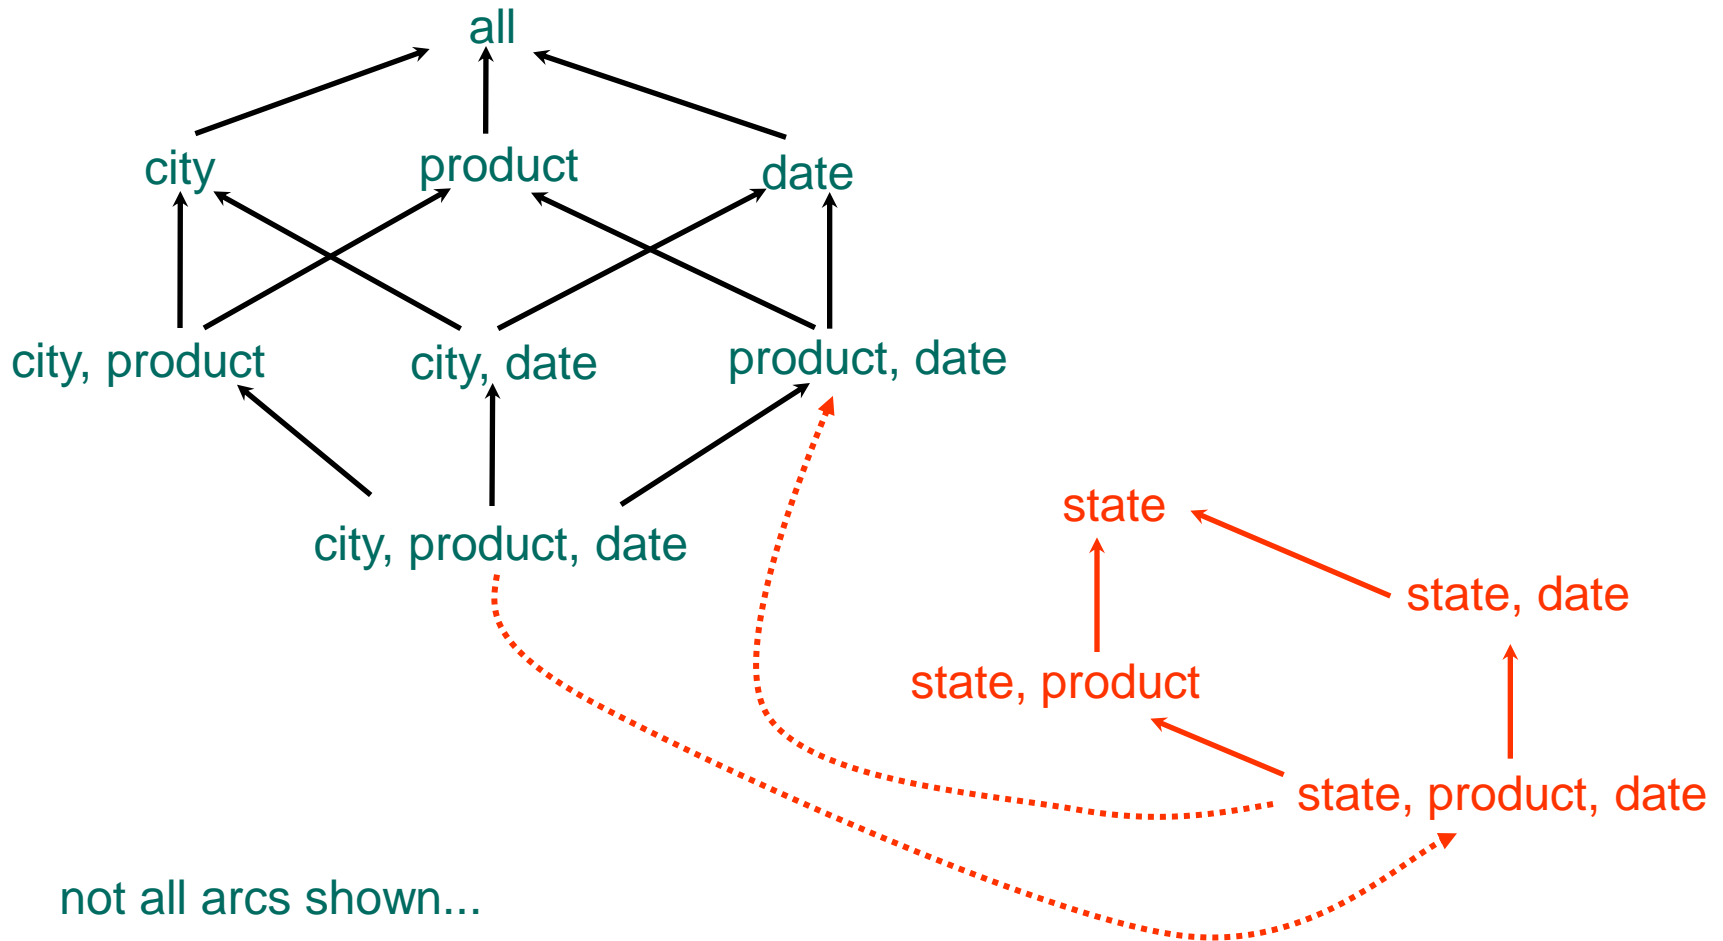 all
city
product
date
city, product
city, date
product, date
city, product, date
state
state, date
state, product
state, product, date
not all arcs shown...